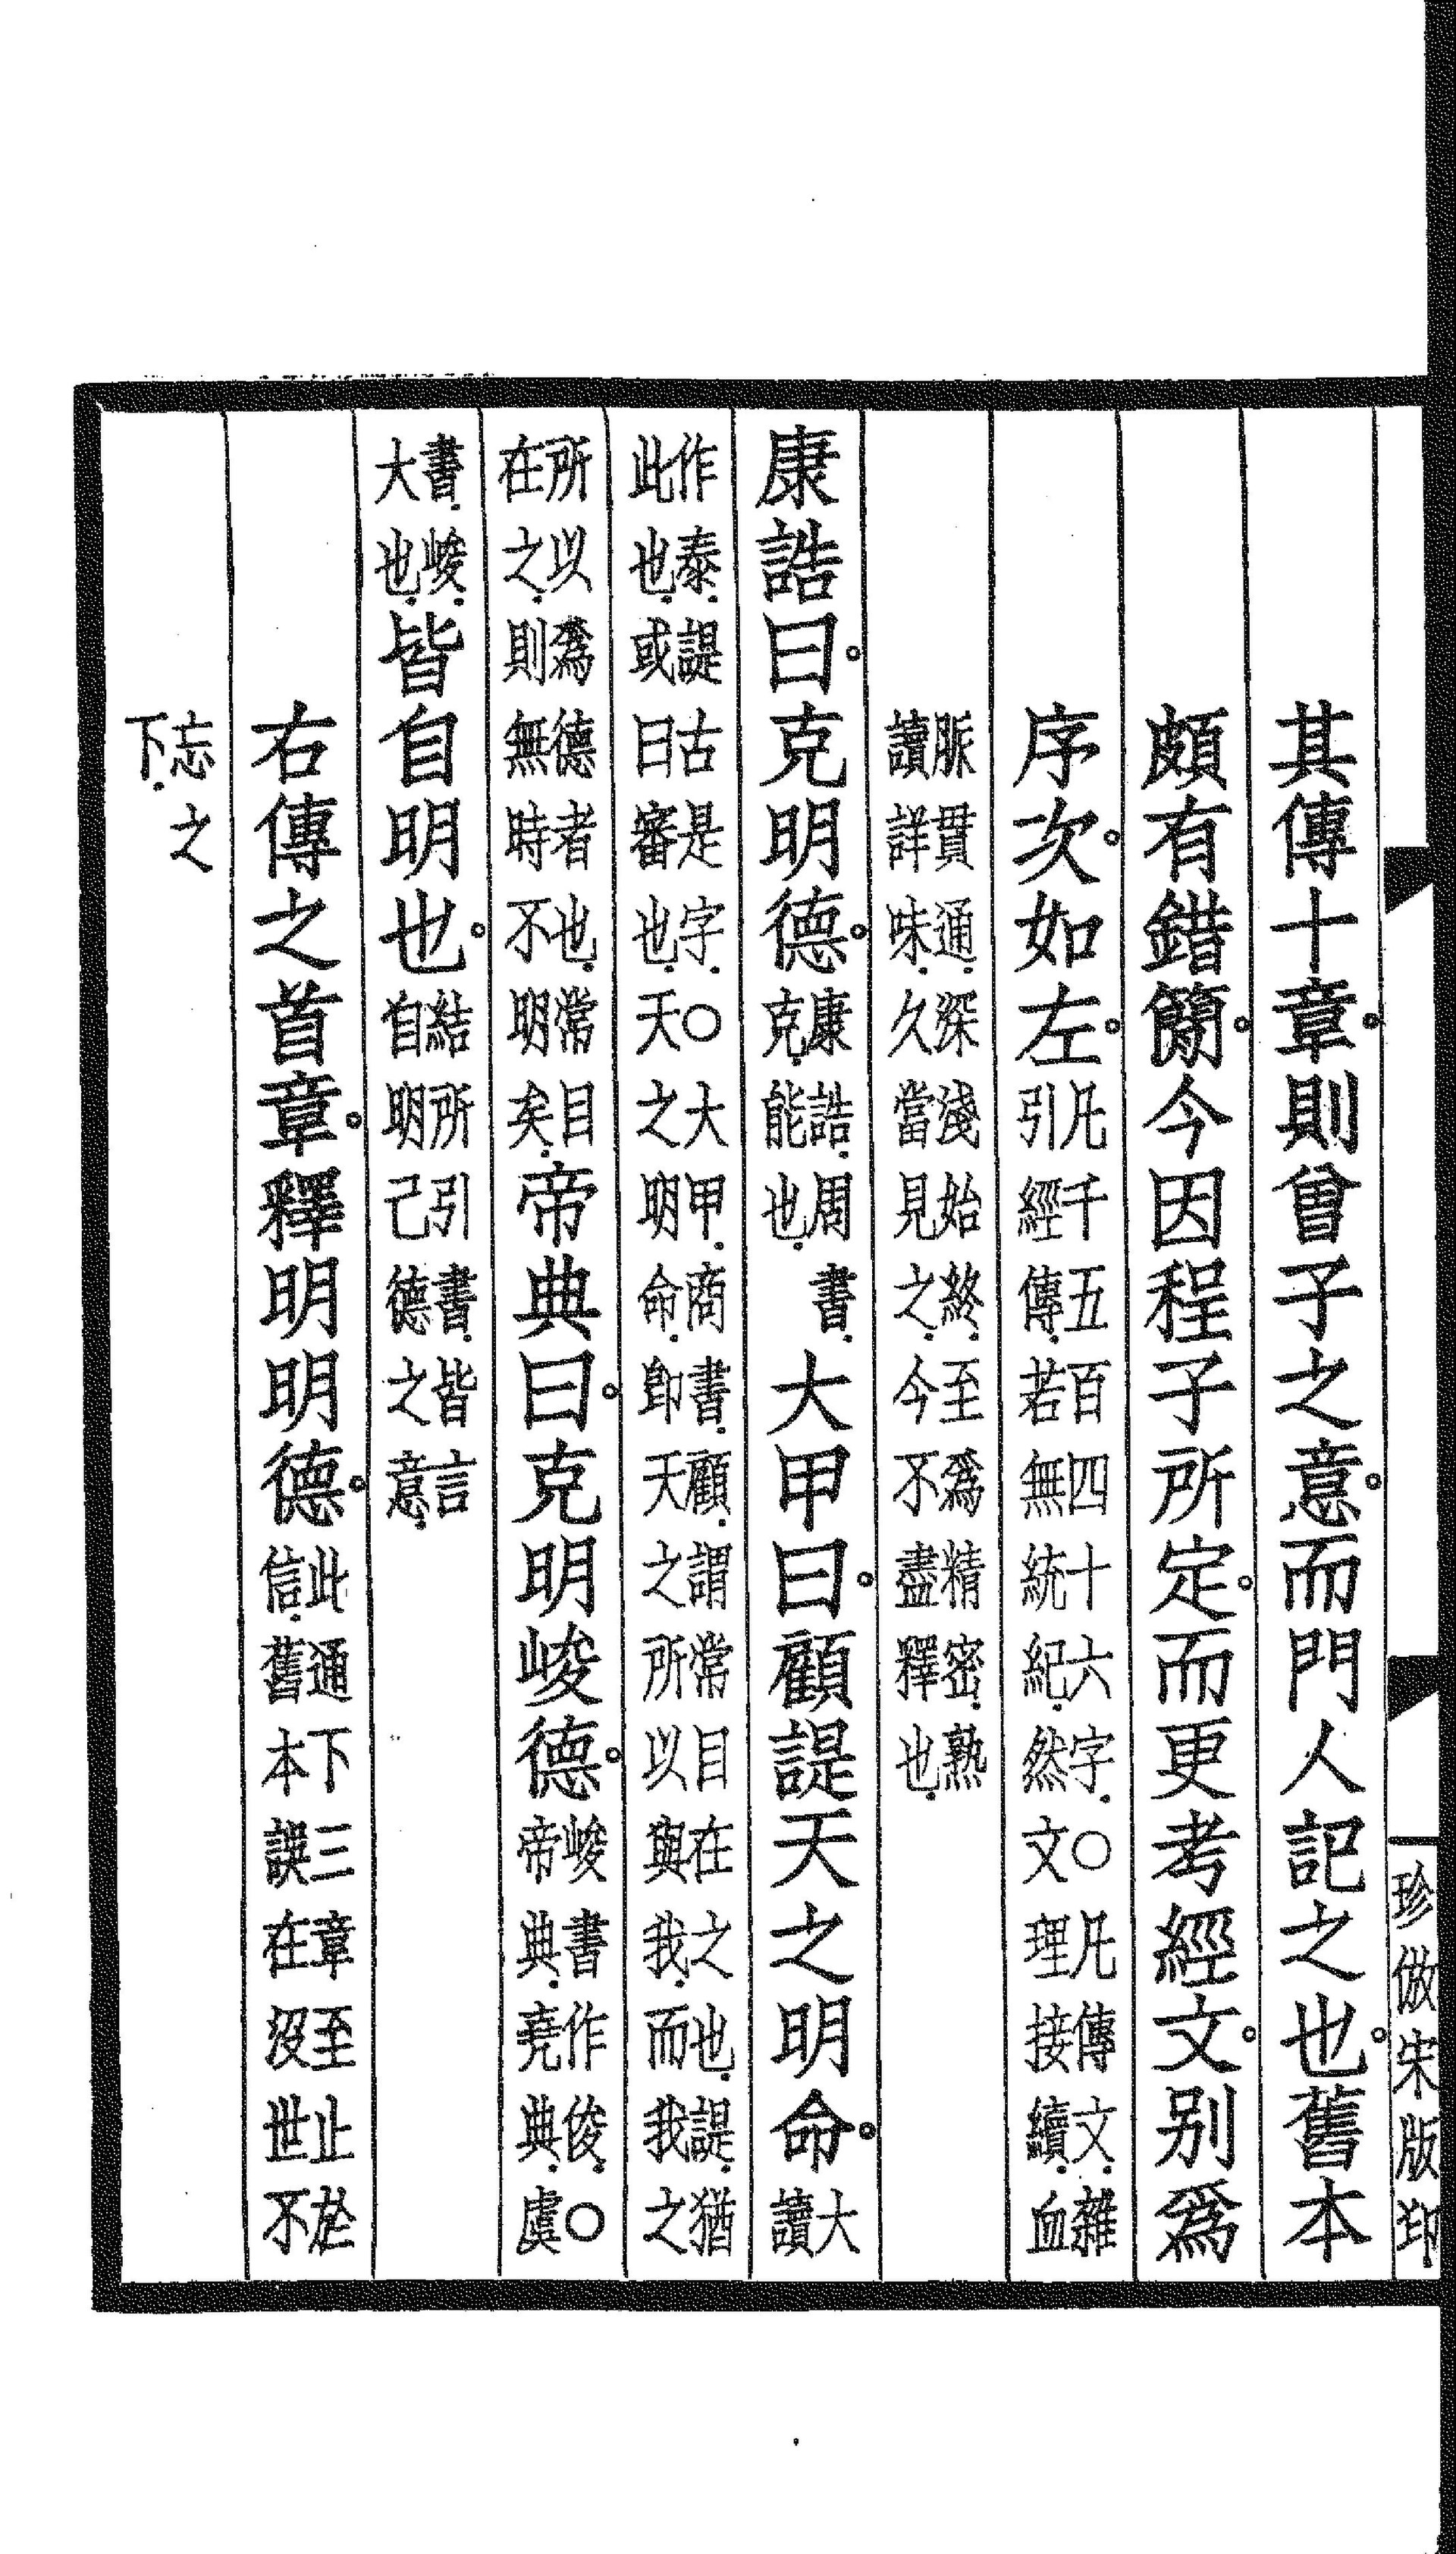 珍倣宋版印
其傳十章。則曾子之意。而門人記之也。舊本
頗有錯簡。今因程子所定。而更考經文。别爲
序次。如左。凡千五百四十六字、○凡傳文、雜
引經傳、若無統紀、然文理接續、血
脈貫通、深淺始終、至爲精密、熟
讀詳味、久當見之、今不盡釋也、
康誥曰。克明德。康誥、周書、克、能也、大甲曰。顧諟天之明命。大
讀
作泰、諟古是字、○大甲、商書、顧、謂常目在之也、諟、猶
此也、或曰審也、天之明命、卽天之所以與我、而我之
所以爲德者也、常目
在之、則無時不明矣、帝典曰。克明峻德。峻書作俊、○
帝典、堯典、虞
書、峻、
大也、皆自明也。結所引書、皆言
自明己德之意、
右傳之首章。釋明明德。此通下三章至止於
信、舊本誤在沒世不
忘之
下、